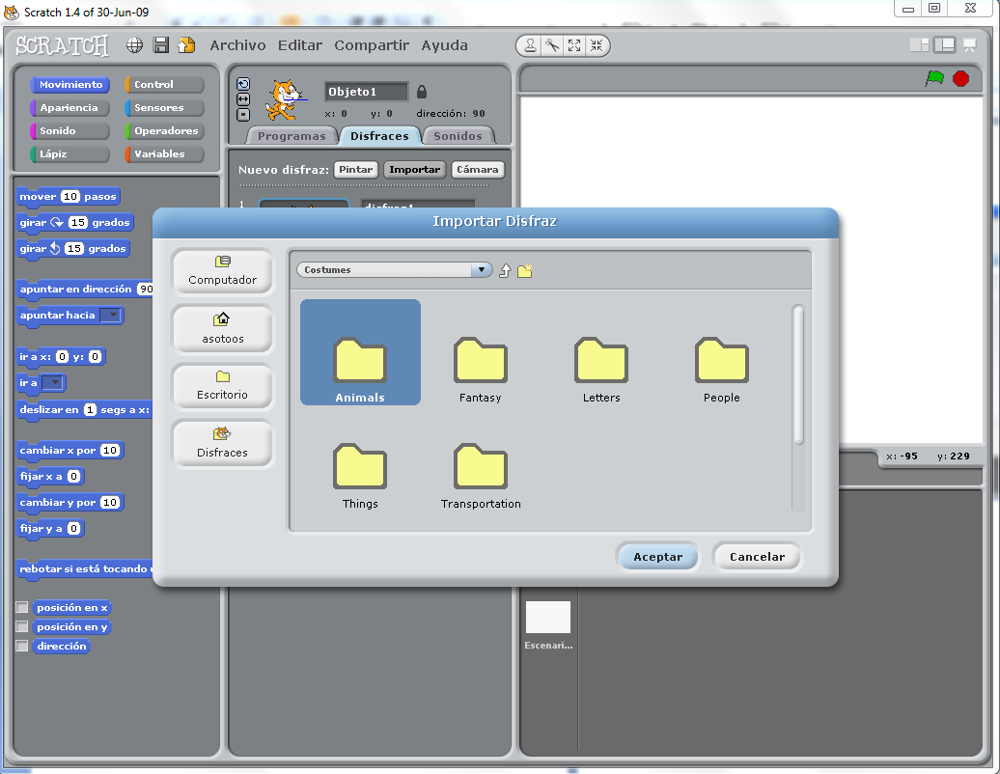 Scratch 1.4 of 30-Jun-09
SCRATCH Archivo Editar Compartir Ayuda
Movimiento Control
Apariencia Sensores
Sonido Operadores
Lápiz Variables
Objeto1
x: 0 y: 0 dirección: 90
Programas Disfraces Sonidos
Nuevo disfraz: Pintar Importar Cámara
1
disfraz1
mover 10 pasos
girar 15 grados
girar 15 grados
apuntar en dirección 90
apuntar hacia
ir a x: 0 y: 0
ir a
deslizar en 1 segs a x:
cambiar x por 10
fijar x a 0
cambiar y por 10
fijar y a 0
rebotar si está tocando
posición en x
posición en y
dirección
Importar Disfraz
Computador
asotoos
Escritorio
Disfraces
Costumes
Animals Fantasy Letters People
Things Transportation
Aceptar Cancelar
x: -95 y: 229
Escenari...